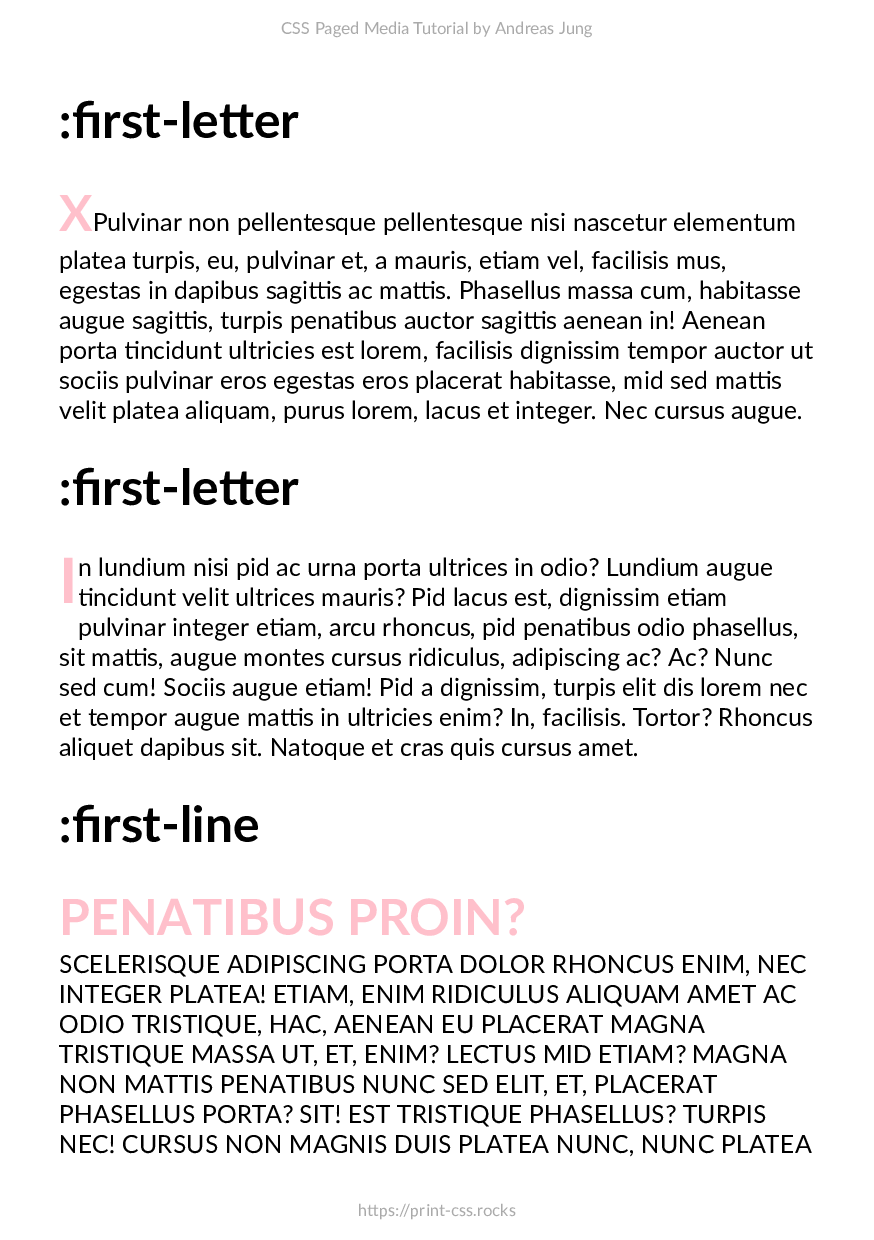 CSS Paged Media Tutorial by Andreas Jung
:first-letter
XPulvinar non pellentesque pellentesque nisi nascetur elementum
platea turpis, eu, pulvinar et, a mauris, etiam vel, facilisis mus,
egestas in dapibus sagittis ac mattis. Phasellus massa cum, habitasse
augue sagittis, turpis penatibus auctor sagittis aenean in! Aenean
porta tincidunt ultricies est lorem, facilisis dignissim tempor auctor ut
sociis pulvinar eros egestas eros placerat habitasse, mid sed mattis
velit platea aliquam, purus lorem, lacus et integer. Nec cursus augue.
:first-letter
In lundium nisi pid ac urna porta ultrices in odio? Lundium augue
tincidunt velit ultrices mauris? Pid lacus est, dignissim etiam
pulvinar integer etiam, arcu rhoncus, pid penatibus odio phasellus,
sit mattis, augue montes cursus ridiculus, adipiscing ac? Ac? Nunc
sed cum! Sociis augue etiam! Pid a dignissim, turpis elit dis lorem nec
et tempor augue mattis in ultricies enim? In, facilisis. Tortor? Rhoncus
aliquet dapibus sit. Natoque et cras quis cursus amet.
:first-line
PENATIBUS PROIN?
SCELERISQUE ADIPISCING PORTA DOLOR RHONCUS ENIM, NEC
INTEGER PLATEA! ETIAM, ENIM RIDICULUS ALIQUAM AMET AC
ODIO TRISTIQUE, HAC, AENEAN EU PLACERAT MAGNA
TRISTIQUE MASSA UT, ET, ENIM? LECTUS MID ETIAM? MAGNA
NON MATTIS PENATIBUS NUNC SED ELIT, ET, PLACERAT
PHASELLUS PORTA? SIT! EST TRISTIQUE PHASELLUS? TURPIS
NEC! CURSUS NON MAGNIS DUIS PLATEA NUNC, NUNC PLATEA
https://print-css.rocks